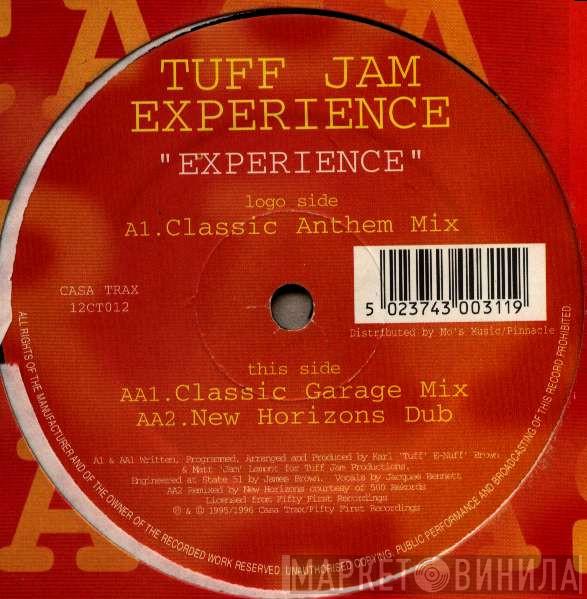 TUFF JAM
EXPERIENCE
"EXPERIENCE"
logo side
A1.Classic Anthem Mix
CASA TRAX
12CT012
5 023743 003119
Distributed by Mo's Music/Pinnacle
this side
AA1.Classic Garage Mix
AA2.New Horizons Dub
A1 & AA1 Written, Programmed, Arranged and Produced by Karl 'Tuff' E-Nuff' Brown
& Matt 'Jam' Lamont for Tuff Jam Productions.
Engineered at State 51 by James Brown. Vocals by Jacquee Bennett
AA2 Remixed by New Horizons courtesy of 500 Rekords
Licensed from Fifty First Recordings
℗ & © 1995/1996 Casa Trax/Fifty First Recordings
ALL RIGHTS OF THE MANUFACTURER AND OF THE OWNER OF THE RECORDED WORK RESERVED. UNAUTHORISED COPYING, PUBLIC PERFORMANCE AND BROADCASTING OF THIS RECORD PROHIBITED.
МАРКЕТ ВИНИЛА